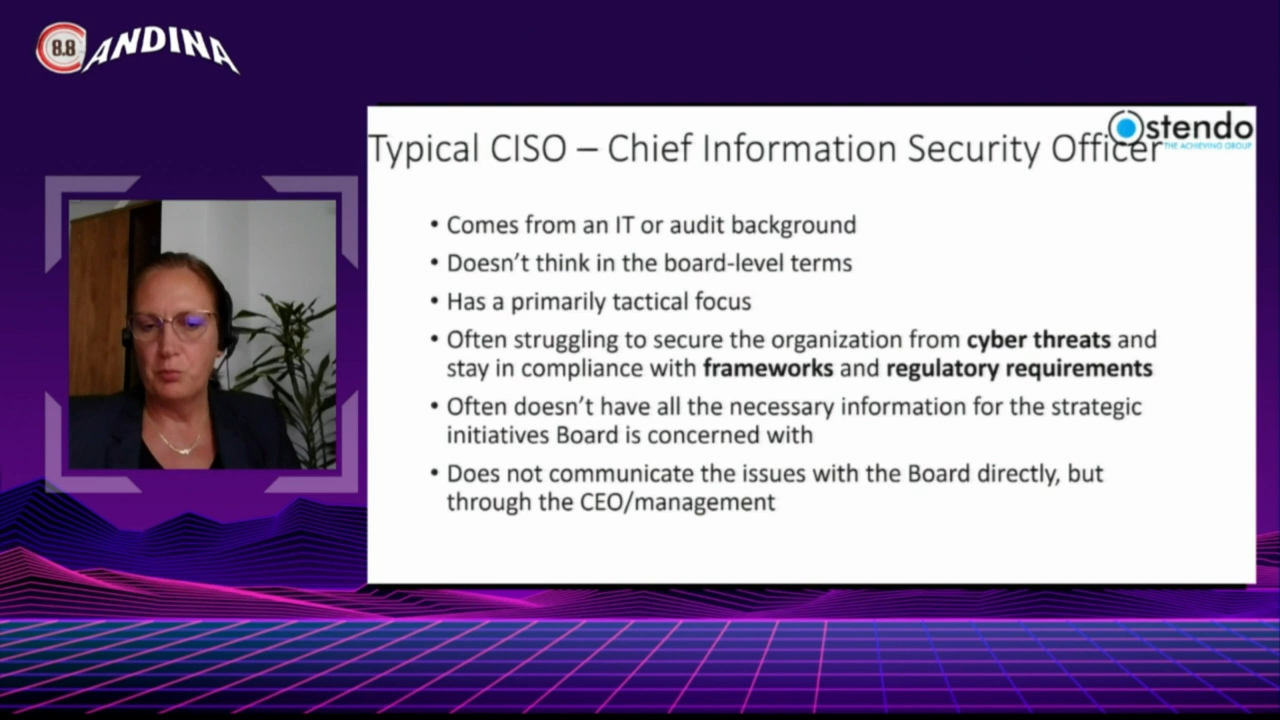 8.8 ANDINA
Ostendo
THE ACHIEVING GROUP
Typical CISO – Chief Information Security Officer
• Comes from an IT or audit background
• Doesn't think in the board-level terms
• Has a primarily tactical focus
• Often struggling to secure the organization from cyber threats and
stay in compliance with frameworks and regulatory requirements
• Often doesn't have all the necessary information for the strategic
initiatives Board is concerned with
• Does not communicate the issues with the Board directly, but
through the CEO/management